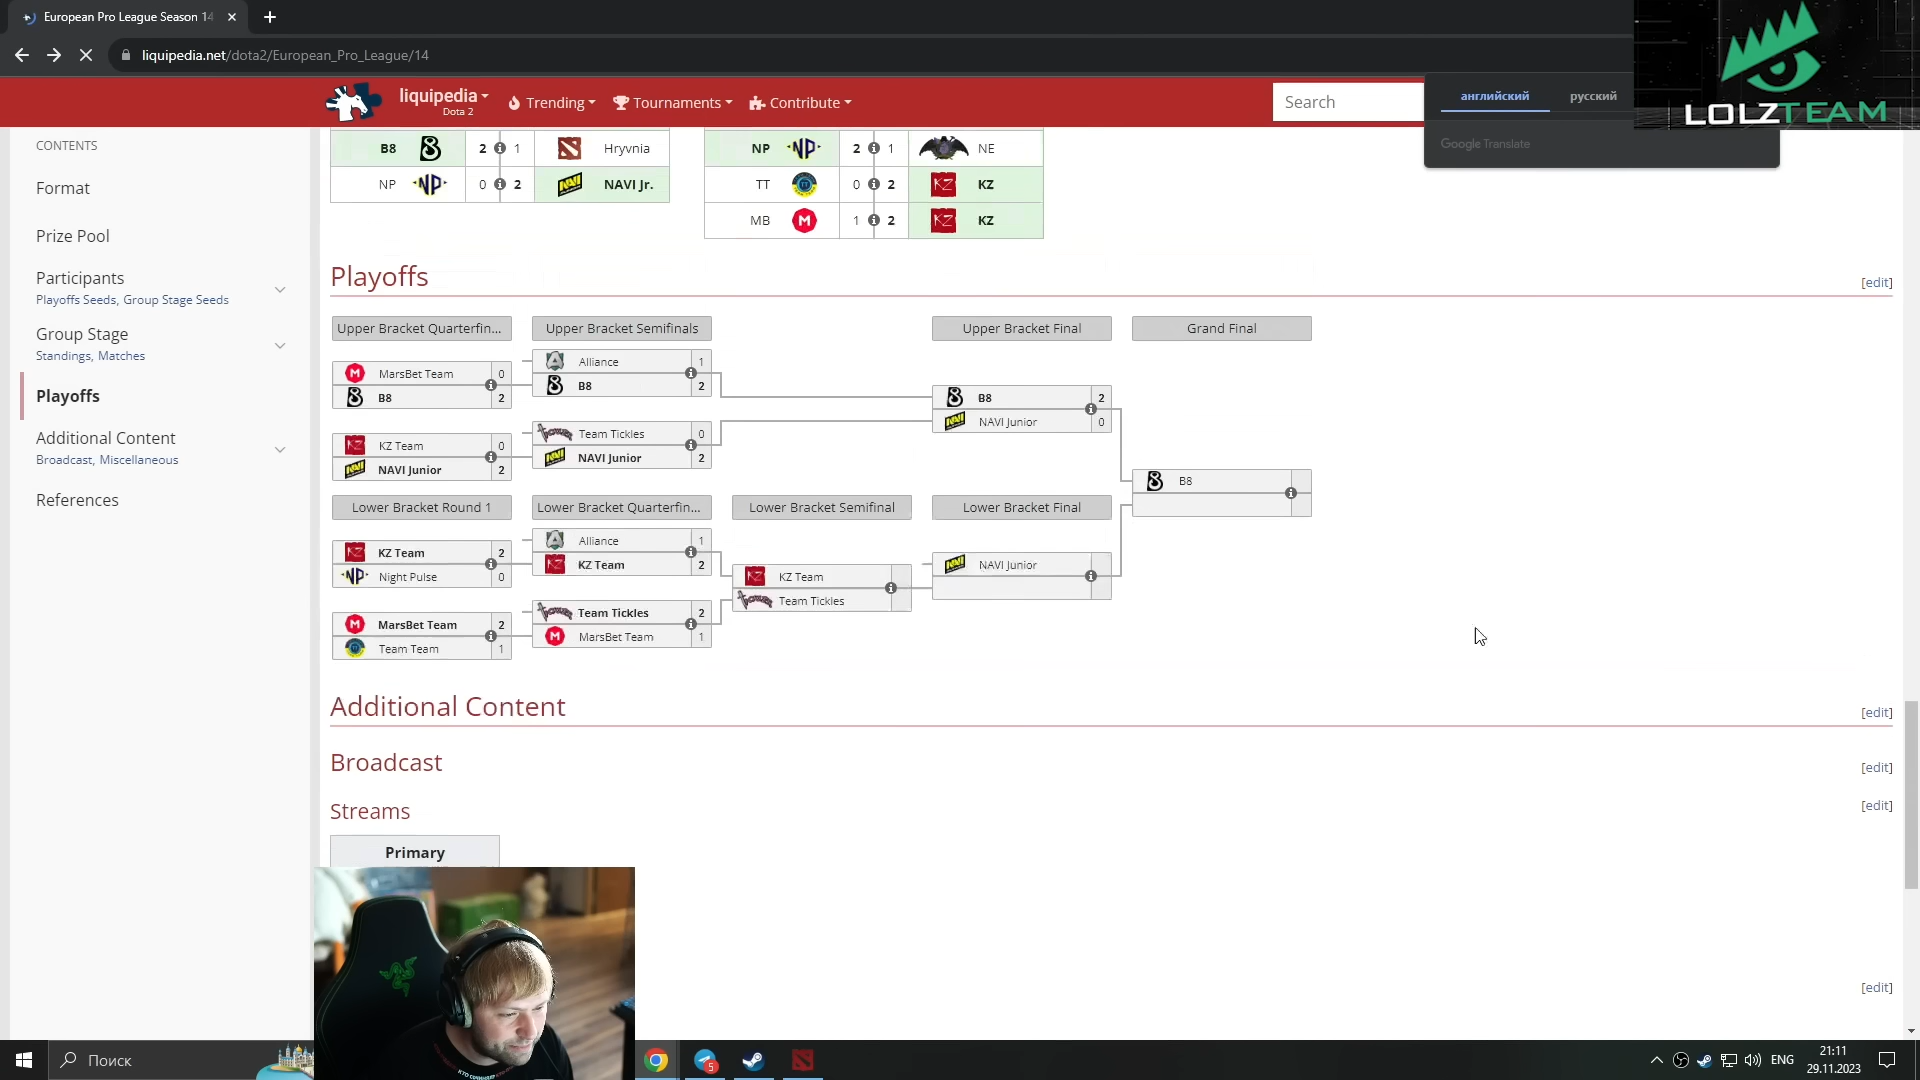 European Pro League Season 14
liquipedia.net/dota2/European_Pro_League/14
liquipedia
Dota 2
Trending
Tournaments
Contribute
Search
английский
русский
Google Translate
LOLZTEAM
CONTENTS
Format
Prize Pool
Participants
Playoffs Seeds, Group Stage Seeds
Group Stage
Standings, Matches
Playoffs
Additional Content
Broadcast, Miscellaneous
References
B8 2 1 Hryvnia
NP 0 2 NAVI Jr.
NP 2 1 NE
TT 0 2 KZ
MB 1 2 KZ
Playoffs
[edit]
Upper Bracket Quarterfin...
Upper Bracket Semifinals
Upper Bracket Final
Grand Final
MarsBet Team 0
B8 2
KZ Team 0
NAVI Junior 2
Alliance 1
B8 2
Team Tickles 0
NAVI Junior 2
B8 2
NAVI Junior 0
B8
Lower Bracket Round 1
Lower Bracket Quarterfin...
Lower Bracket Semifinal
Lower Bracket Final
KZ Team 2
Night Pulse 0
MarsBet Team 2
Team Team 1
Alliance 1
KZ Team 2
Team Tickles 2
MarsBet Team 1
KZ Team
Team Tickles
NAVI Junior
Additional Content
[edit]
Broadcast
[edit]
Streams
[edit]
Primary
[edit]
Поиск
5
ENG
21:11
29.11.2023